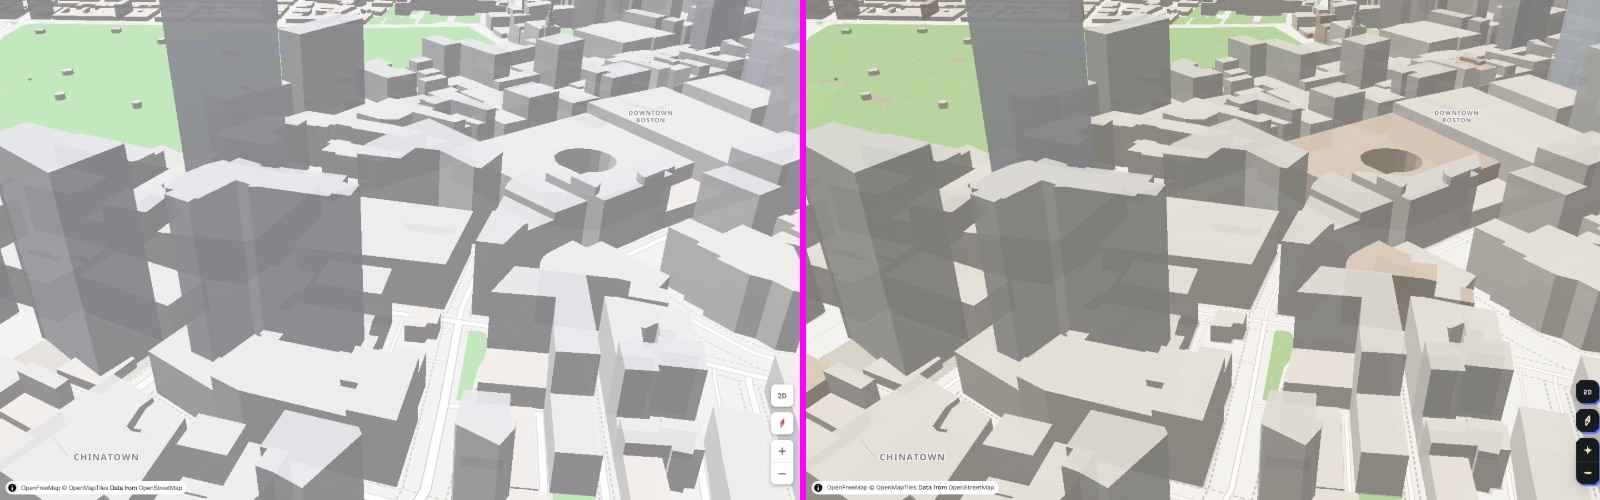 DOWNTOWN
BOSTON
CHINATOWN
2D
+
−
OpenFreeMap © OpenMapTiles Data from OpenStreetMap
DOWNTOWN
BOSTON
CHINATOWN
2D
+
−
OpenFreeMap © OpenMapTiles Data from OpenStreetMap